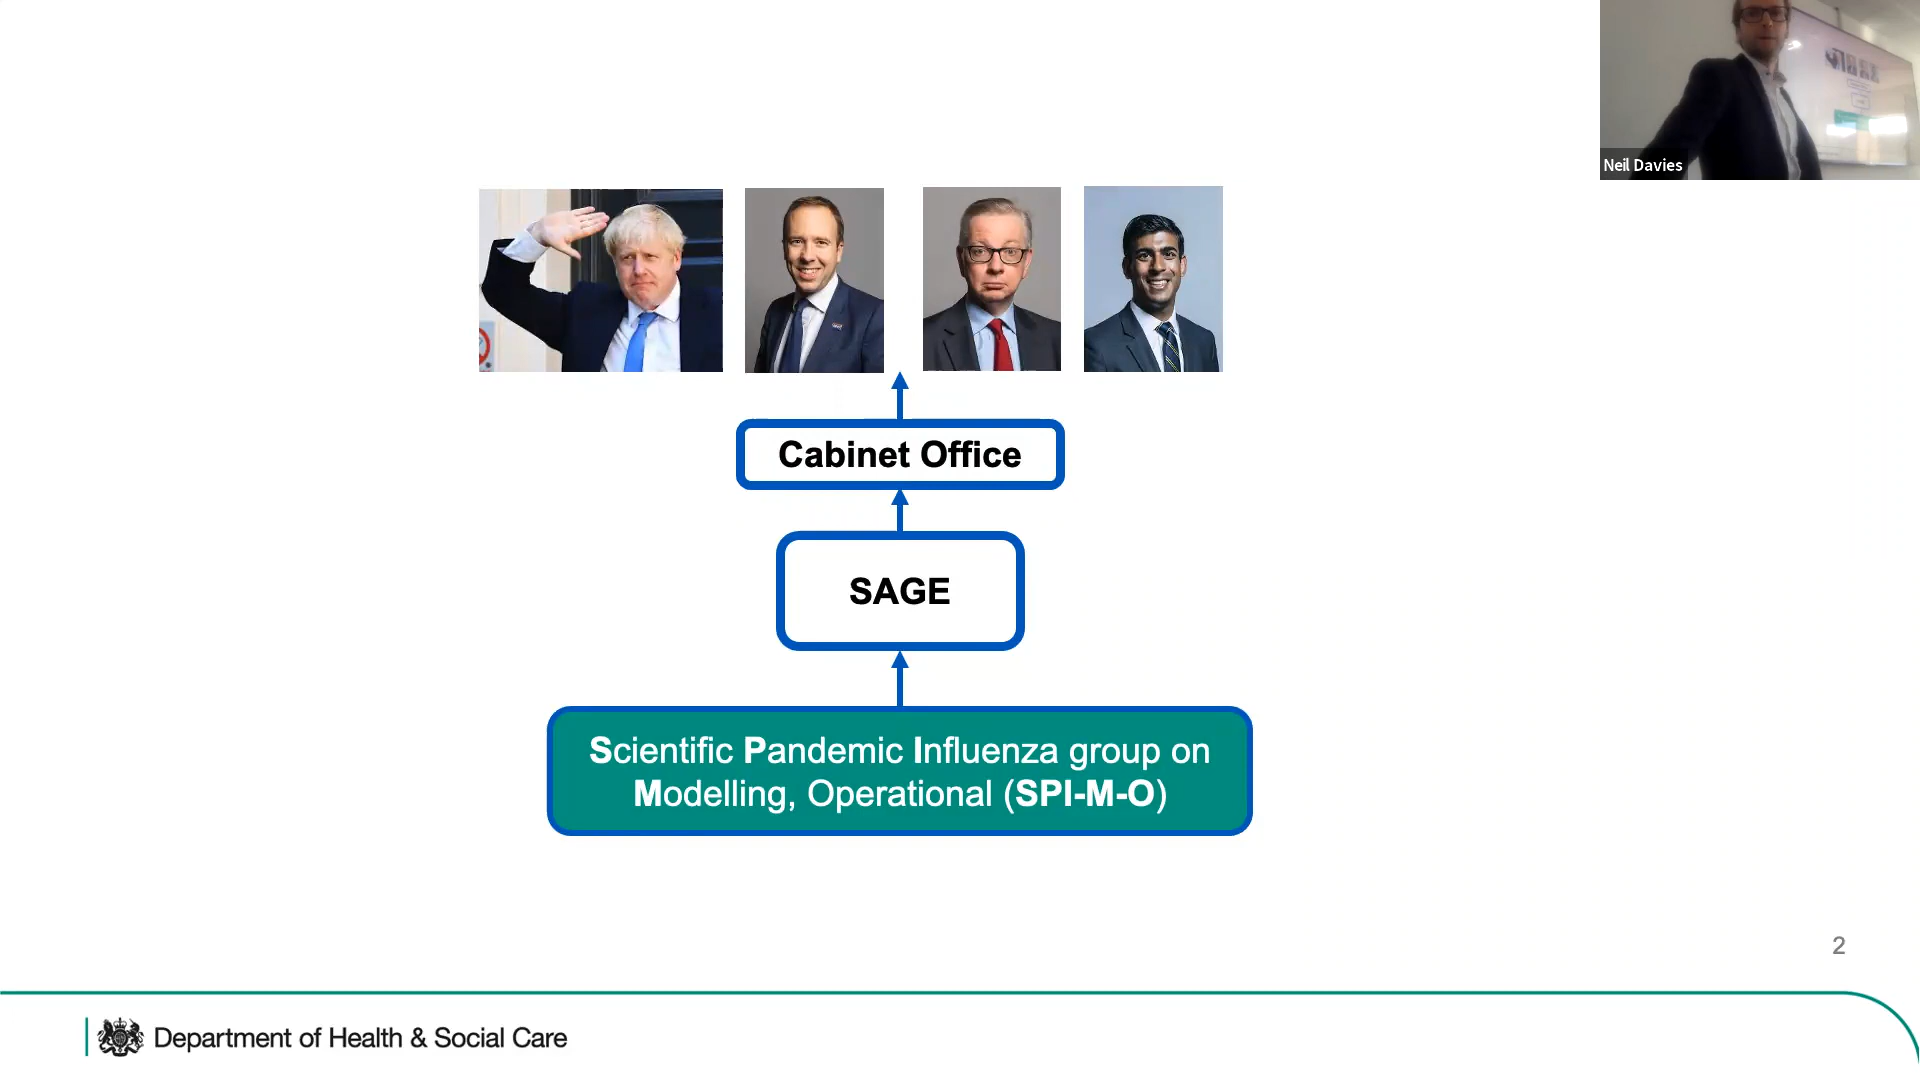 Neil Davies
Cabinet Office
SAGE
Scientific Pandemic Influenza group on
Modelling, Operational (SPI-M-O)
2
Department of Health & Social Care